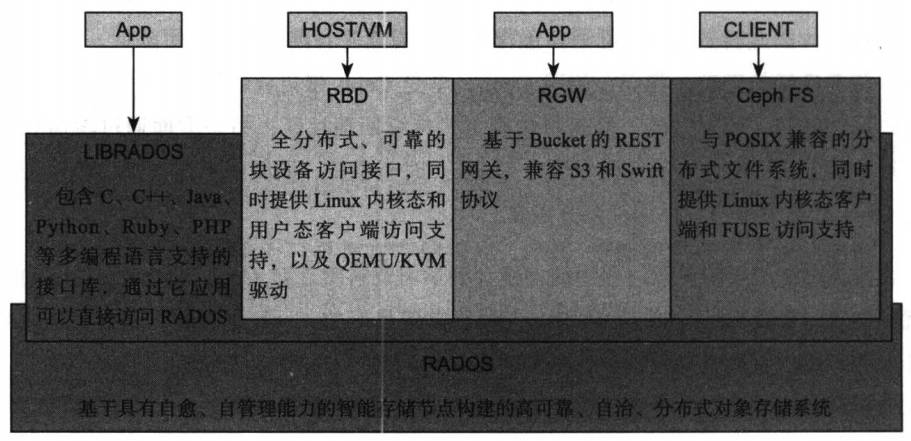 App
HOST/VM
App
CLIENT
RBD
全分布式、可靠的
块设备访问接口，同
时提供 Linux 内核态和
用户态客户端访问支
持，以及 QEMU/KVM
驱动
RGW
基于 Bucket 的 REST
网关，兼容 S3 和 Swift
协议
Ceph FS
与 POSIX 兼容的分
布式文件系统，同时
提供 Linux 内核态客户
端和 FUSE 访问支持
LIBRADOS
包含 C、C++、Java、
Python、Ruby、PHP
等多编程语言支持的
接口库，通过它应用
可以直接访问 RADOS
RADOS
基于具有自愈、自管理能力的智能存储节点构建的高可靠、自治、分布式对象存储系统